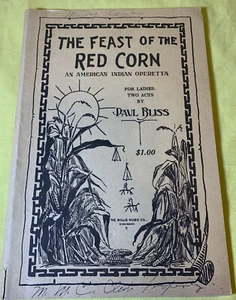 THE FEAST OF THE
RED CORN
AN AMERICAN INDIAN OPERETTA
FOR LADIES
TWO ACTS
BY
PAUL BLISS
$1.00
THE WILLIS MUSIC CO.
CINCINNATI
M. M. C.